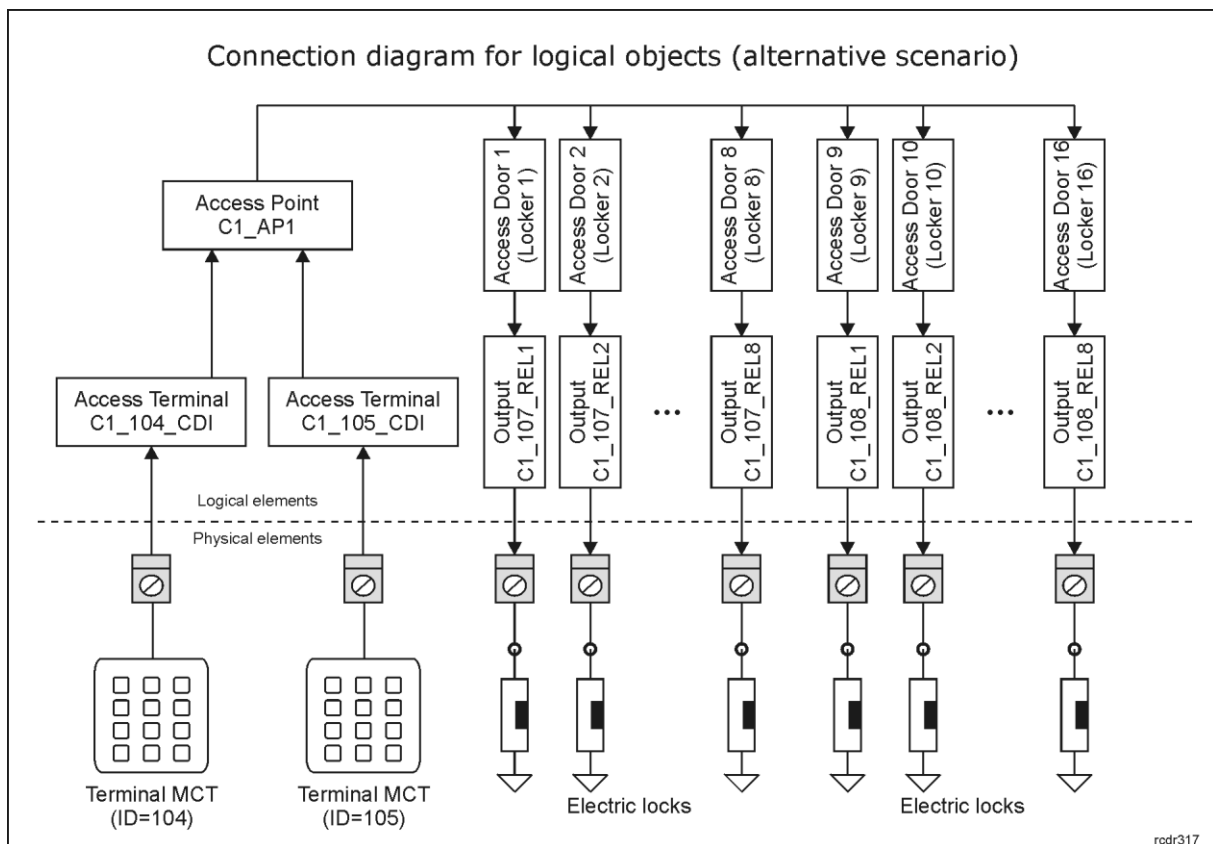 Connection diagram for logical objects (alternative scenario)
Access Point
C1_AP1
Access Door 1
(Locker 1)
Access Door 2
(Locker 2)
Access Door 8
(Locker 8)
Access Door 9
(Locker 9)
Access Door 10
(Locker 10)
Access Door 16
(Locker 16)
Access Terminal
C1_104_CDI
Access Terminal
C1_105_CDI
Output
C1_107_REL1
Output
C1_107_REL2
...
Output
C1_107_REL8
Output
C1_108_REL1
Output
C1_108_REL2
...
Output
C1_108_REL8
Logical elements
Physical elements
Terminal MCT
(ID=104)
Terminal MCT
(ID=105)
Electric locks
Electric locks
rcdr317